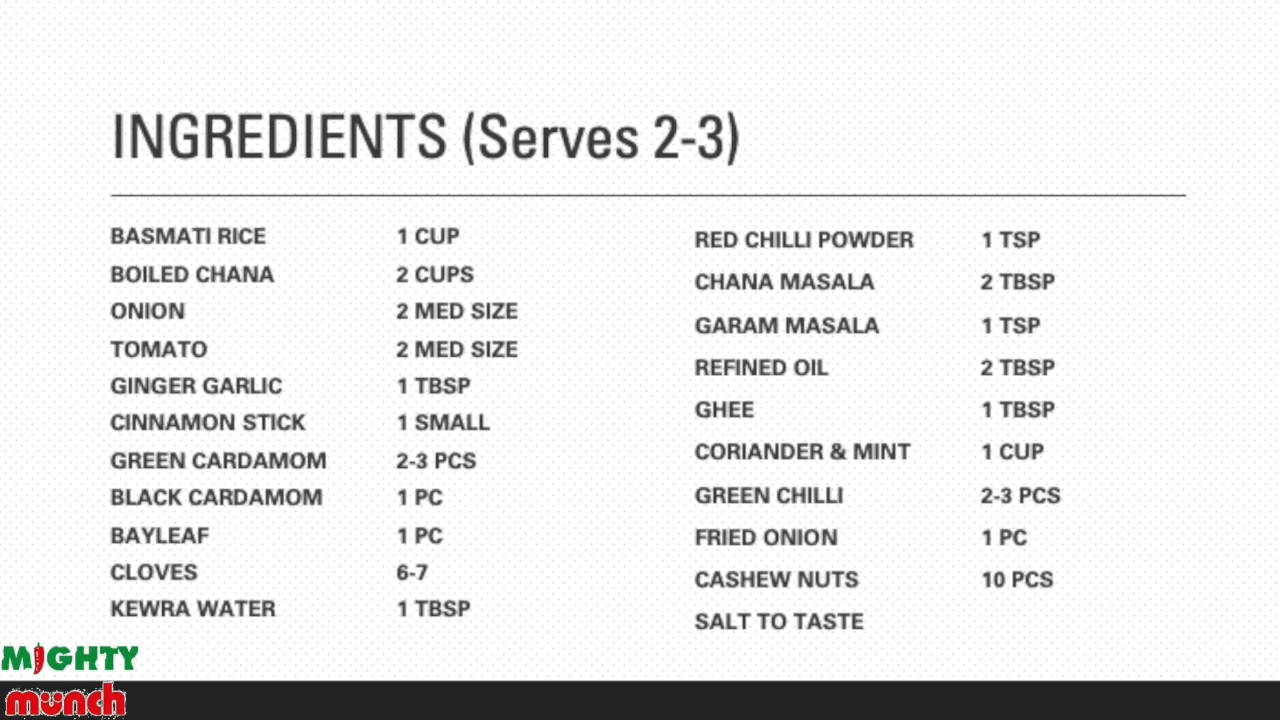 INGREDIENTS (Serves 2-3)
BASMATI RICE 1 CUP
BOILED CHANA 2 CUPS
ONION 2 MED SIZE
TOMATO 2 MED SIZE
GINGER GARLIC 1 TBSP
CINNAMON STICK 1 SMALL
GREEN CARDAMOM 2-3 PCS
BLACK CARDAMOM 1 PC
BAYLEAF 1 PC
CLOVES 6-7
KEWRA WATER 1 TBSP
RED CHILLI POWDER 1 TSP
CHANA MASALA 2 TBSP
GARAM MASALA 1 TSP
REFINED OIL 2 TBSP
GHEE 1 TBSP
CORIANDER & MINT 1 CUP
GREEN CHILLI 2-3 PCS
FRIED ONION 1 PC
CASHEW NUTS 10 PCS
SALT TO TASTE
MIGHTY
münch